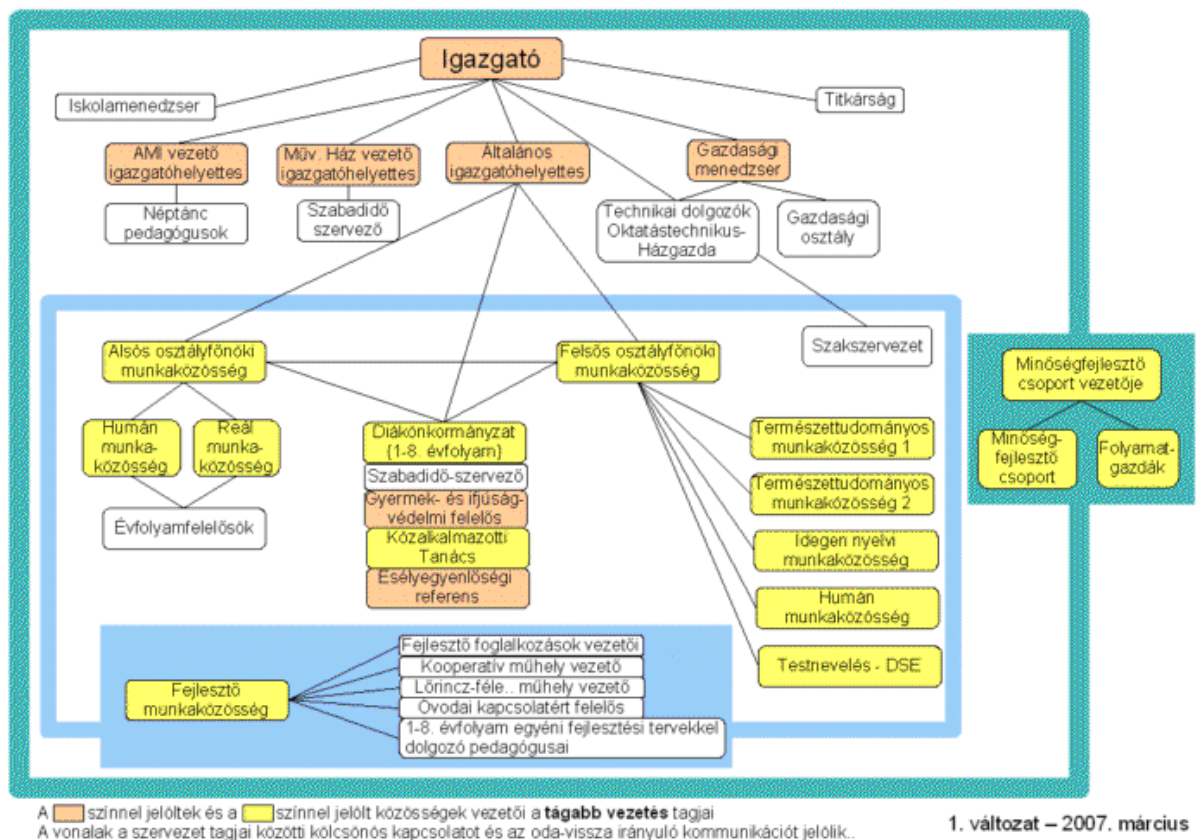 Igazgató
Iskolamenedzser
Titkárság
AMI vezető
igazgatóhelyettes
Műv. Ház vezető
igazgatóhelyettes
Általános
igazgatóhelyettes
Gazdasági
menedzser
Néptánc
pedagógusok
Szabadidő
szervező
Technikai dolgozók
Oktatástechnikus-
Házgazda
Gazdasági
osztály
Szakszervezet
Alsós osztályfőnöki
munkaközösség
Felsős osztályfőnöki
munkaközösség
Minőségfejlesztő
csoport vezetője
Minőség-
fejlesztő
csoport
Folyamat-
gazdák
Humán
munka-
közösség
Reál
munka-
közösség
Évfolyamfelelősök
Diákönkormányzat
(1-8. évfolyam)
Szabadidő-szervező
Gyermek- és ifjúság-
védelmi felelős
Közalkalmazotti
Tanács
Esélyegyenlőségi
referens
Természettudományos
munkaközösség 1
Természettudományos
munkaközösség 2
Idegen nyelvi
munkaközösség
Humán
munkaközösség
Testnevelés - DSE
Fejlesztő
munkaközösség
Fejlesztő foglalkozások vezetői
Kooperatív műhely vezető
Lőrincz-féle.. műhely vezető
Óvodai kapcsolatért felelős
1-8. évfolyam egyéni fejlesztési tervekkel
dolgozó pedagógusai
A színnel jelöltek és a színnel jelölt közösségek vezetői a tágabb vezetés tagjai
A vonalak a szervezet tagjai közötti kölcsönös kapcsolatot és az oda-vissza irányuló kommunikációt jelölik..
1. változat – 2007. március